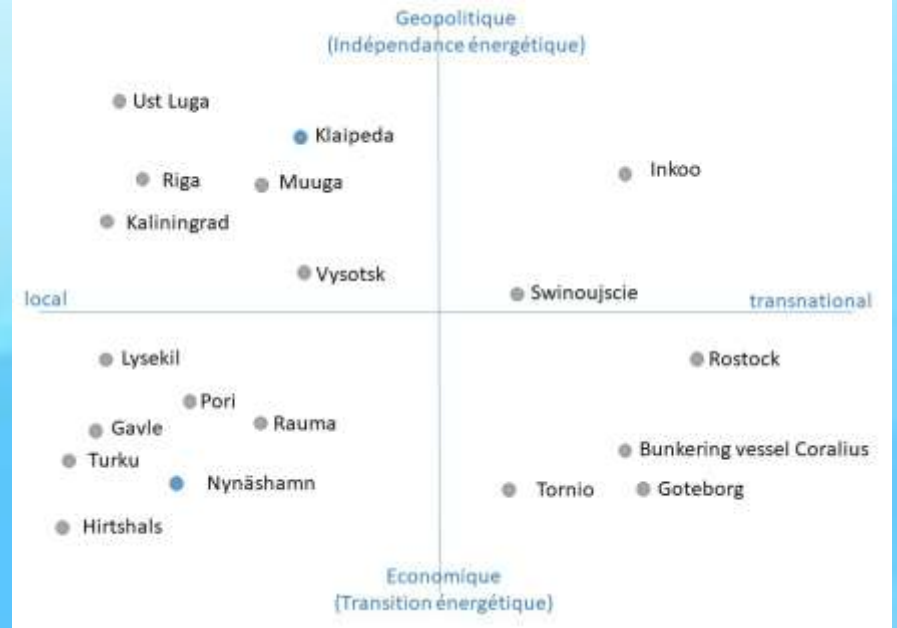 Geopolitique
(Indépendance énergétique)
Ust Luga
Klaipeda
Riga
Muuga
Inkoo
Kaliningrad
Vysotsk
Swinoujscie
local
transnational
Lysekil
Rostock
Pori
Gavle
Rauma
Turku
Bunkering vessel Coralius
Nynäshamn
Tornio
Goteborg
Hirtshals
Economique
(Transition énergétique)